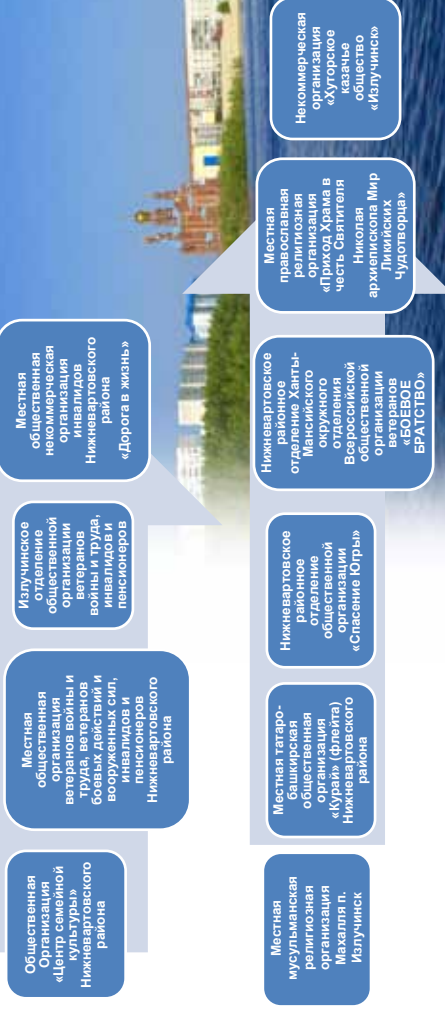 Общественная
Организация
«Центр семейной
культуры»
Нижневартовского
района
Местная
общественная
организация
ветеранов войны и
труда, ветеранов
боевых действий и
вооруженных сил,
инвалидов и
пенсионеров
Нижневартовского
района
Излучинское
отделение
общественной
организации
ветеранов
войны и труда,
инвалидов и
пенсионеров
Местная
общественная
некоммерческая
организация
инвалидов
Нижневартовского
района
«Дорога в жизнь»
Местная
мусульманская
религиозная
организация
Махалля п.
Излучинск
Местная татаро-
башкирская
общественная
организация
«Курай» (флейта)
Нижневартовского
района
Нижневартовское
районное
отделение
общественной
организации
«Спасение Югры»
Нижневартовское
районное
отделение Ханты-
Мансийского
окружного
отделения
Всероссийской
общественной
организации
ветеранов
«БОЕВОЕ
БРАТСТВО»
Местная
православная
религиозная
организация
«Приход Храма в
честь Святителя
Николая
архиепископа Мир
Ликийских
Чудотворца»
Некоммерческая
организация
«Хуторское
казачье
общество
«Излучинск»